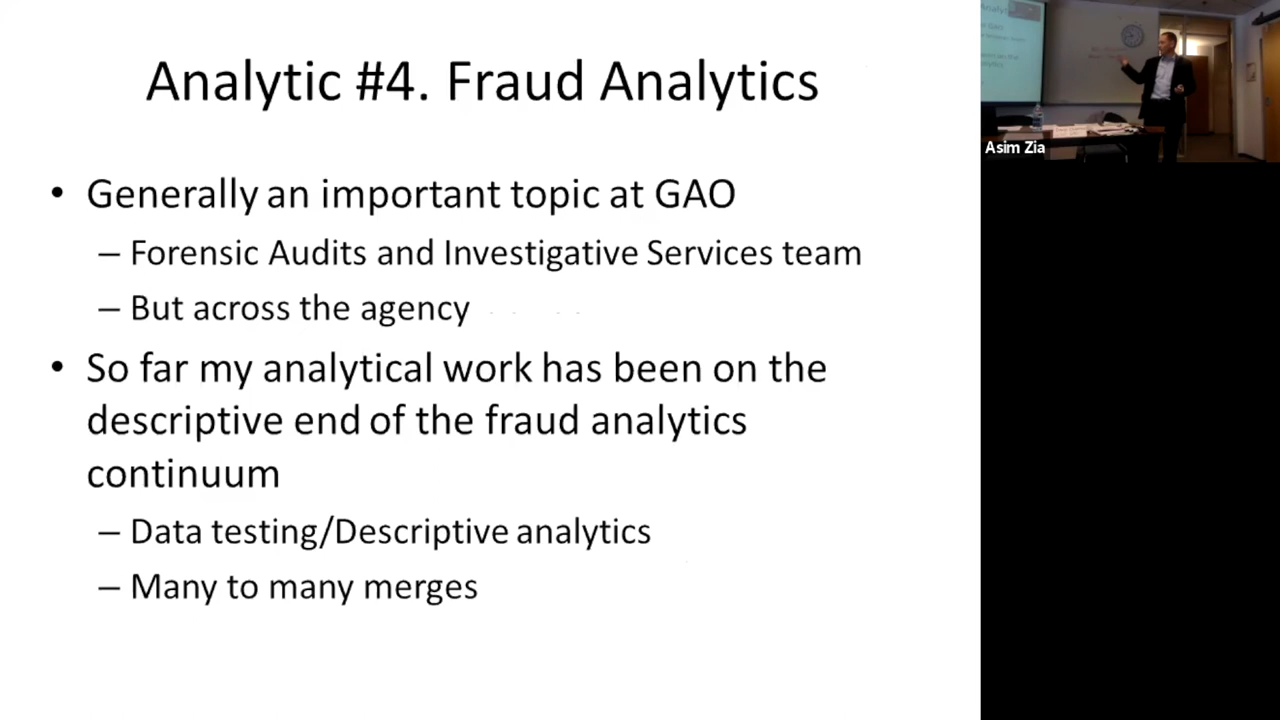 Analytic #4. Fraud Analytics
• Generally an important topic at GAO
– Forensic Audits and Investigative Services team
– But across the agency
• So far my analytical work has been on the
descriptive end of the fraud analytics
continuum
– Data testing/Descriptive analytics
– Many to many merges
Asim Zia